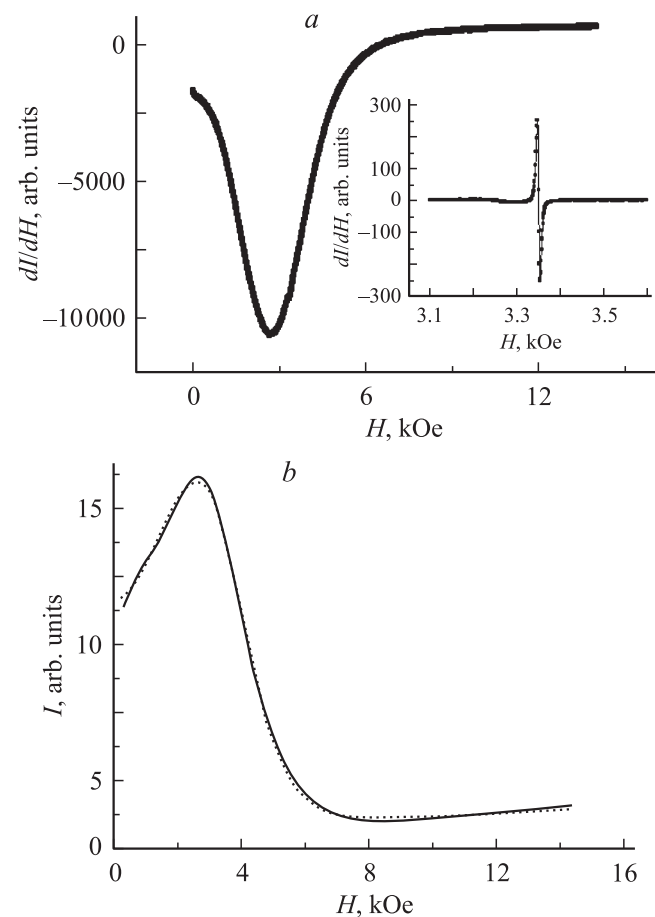 a
0
−5000
−10000
dI/dH, arb. units
0
6
12
H, kOe
300
100
0
−100
−300
dI/dH, arb. units
3.1
3.3
3.5
H, kOe
b
15
10
5
0
I, arb. units
0
4
8
12
16
H, kOe